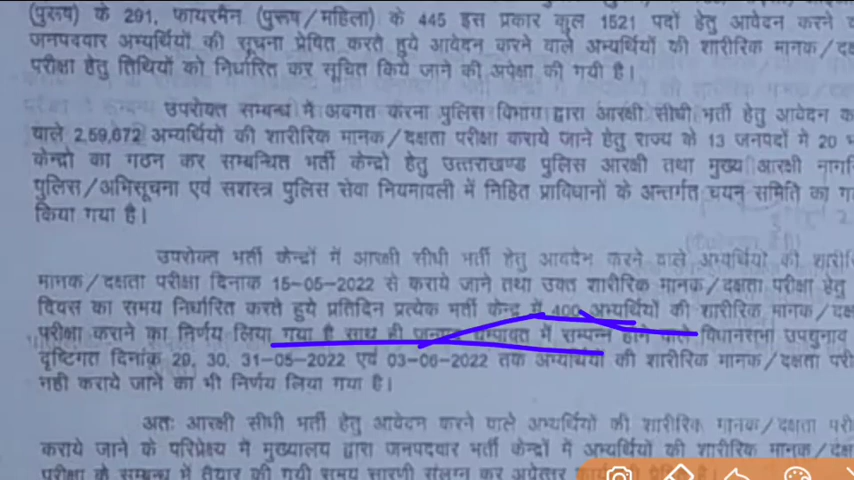 (पुरूष) के 291, फायरमैन (पुरूष/महिला) के 445 इस प्रकार कुल 1521 पदों हेतु आवेदन करने
जनपदवार अभ्यर्थियों की सूचना प्रेषित करते हुये आवेदन करने वाले अभ्यर्थियों की शारीरिक मानक/
परीक्षा हेतु तिथियों को निर्धारित कर सूचित किये जाने की अपेक्षा की गयी है।
उपरोक्त सम्बन्ध में अवगत कराना पुलिस विभाग द्वारा आरक्षी सीधी भर्ती हेतु आवेदन
वाले 2,59,672 अभ्यर्थियों की शारीरिक मानक/दक्षता परीक्षा कराये जाने हेतु राज्य के 13 जनपदों मे 20
केन्द्रो का गठन कर सम्बन्धित भर्ती केन्द्रो हेतु उत्तराखण्ड पुलिस आरक्षी तथा मुख्य आरक्षी
पुलिस/अभिसूचना एवं सशस्त्र पुलिस सेवा नियमावली में निहित प्राविधानों के अन्तर्गत चयन समिति का
किया गया है।
उपरोक्त भर्ती केन्द्रों में आरक्षी सीधी भर्ती हेतु आवदेन करने वाले अभ्यर्थियो की
मानक/दक्षता परीक्षा दिनाक 15-05-2022 से कराये जाने तथा उक्त शारीरिक मानक/दक्षता परीक्षा हेतु
दिवस का समय निर्धारित करते हुये प्रतिदिन प्रत्येक भर्ती केन्द्र में 400 अभ्यर्थियों की शारीरिक मानक/
परीक्षा कराने का निर्णय लिया गया है साथ ही जनपद चम्पावत में सम्पन्न होने वाले विधानसभा उपचुनाव
दृष्टिगत दिनांक 29, 30, 31-05-2022 एवं 03-06-2022 तक अभ्यर्थियों की शारीरिक मानक/दक्षता
नही कराये जाने का भी निर्णय लिया गया है।
अतः आरक्षी सीधी भर्ती हेतु आवेदन करने वाले अभ्यर्थियों की शारीरिक मानक/दक्षता
कराये जाने के परिप्रेक्ष्य में मुख्यालय द्वारा जनपदवार भर्ती केन्द्रों में अभ्यर्थियों की शारीरिक मानक/
परीक्षा के सम्बन्ध में तैयार की गयी समय सारणी संलग्न कर अग्रेत्तर